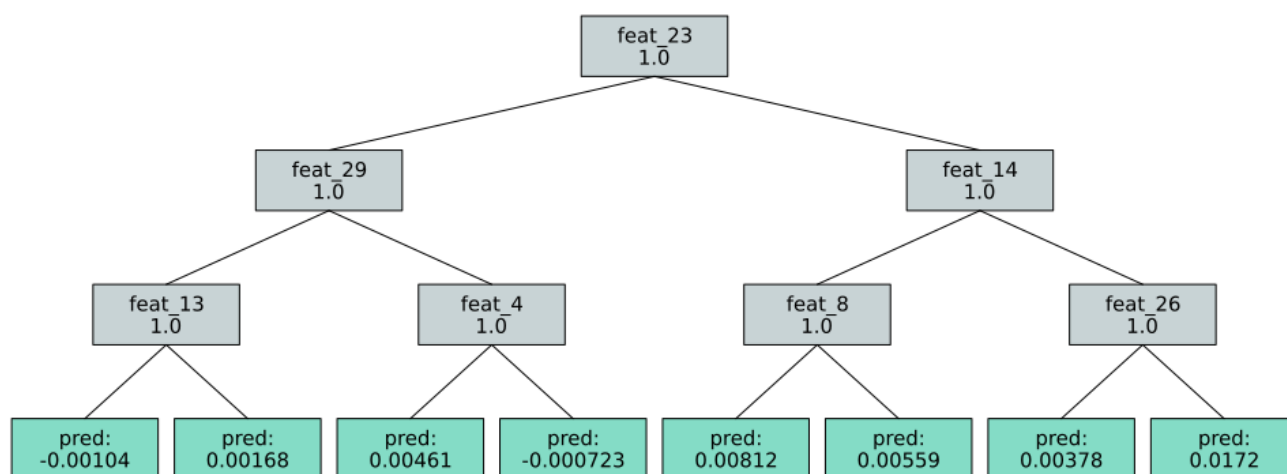 feat_23
1.0
feat_29
1.0
feat_14
1.0
feat_13
1.0
feat_4
1.0
feat_8
1.0
feat_26
1.0
pred:
-0.00104
pred:
0.00168
pred:
0.00461
pred:
-0.000723
pred:
0.00812
pred:
0.00559
pred:
0.00378
pred:
0.0172